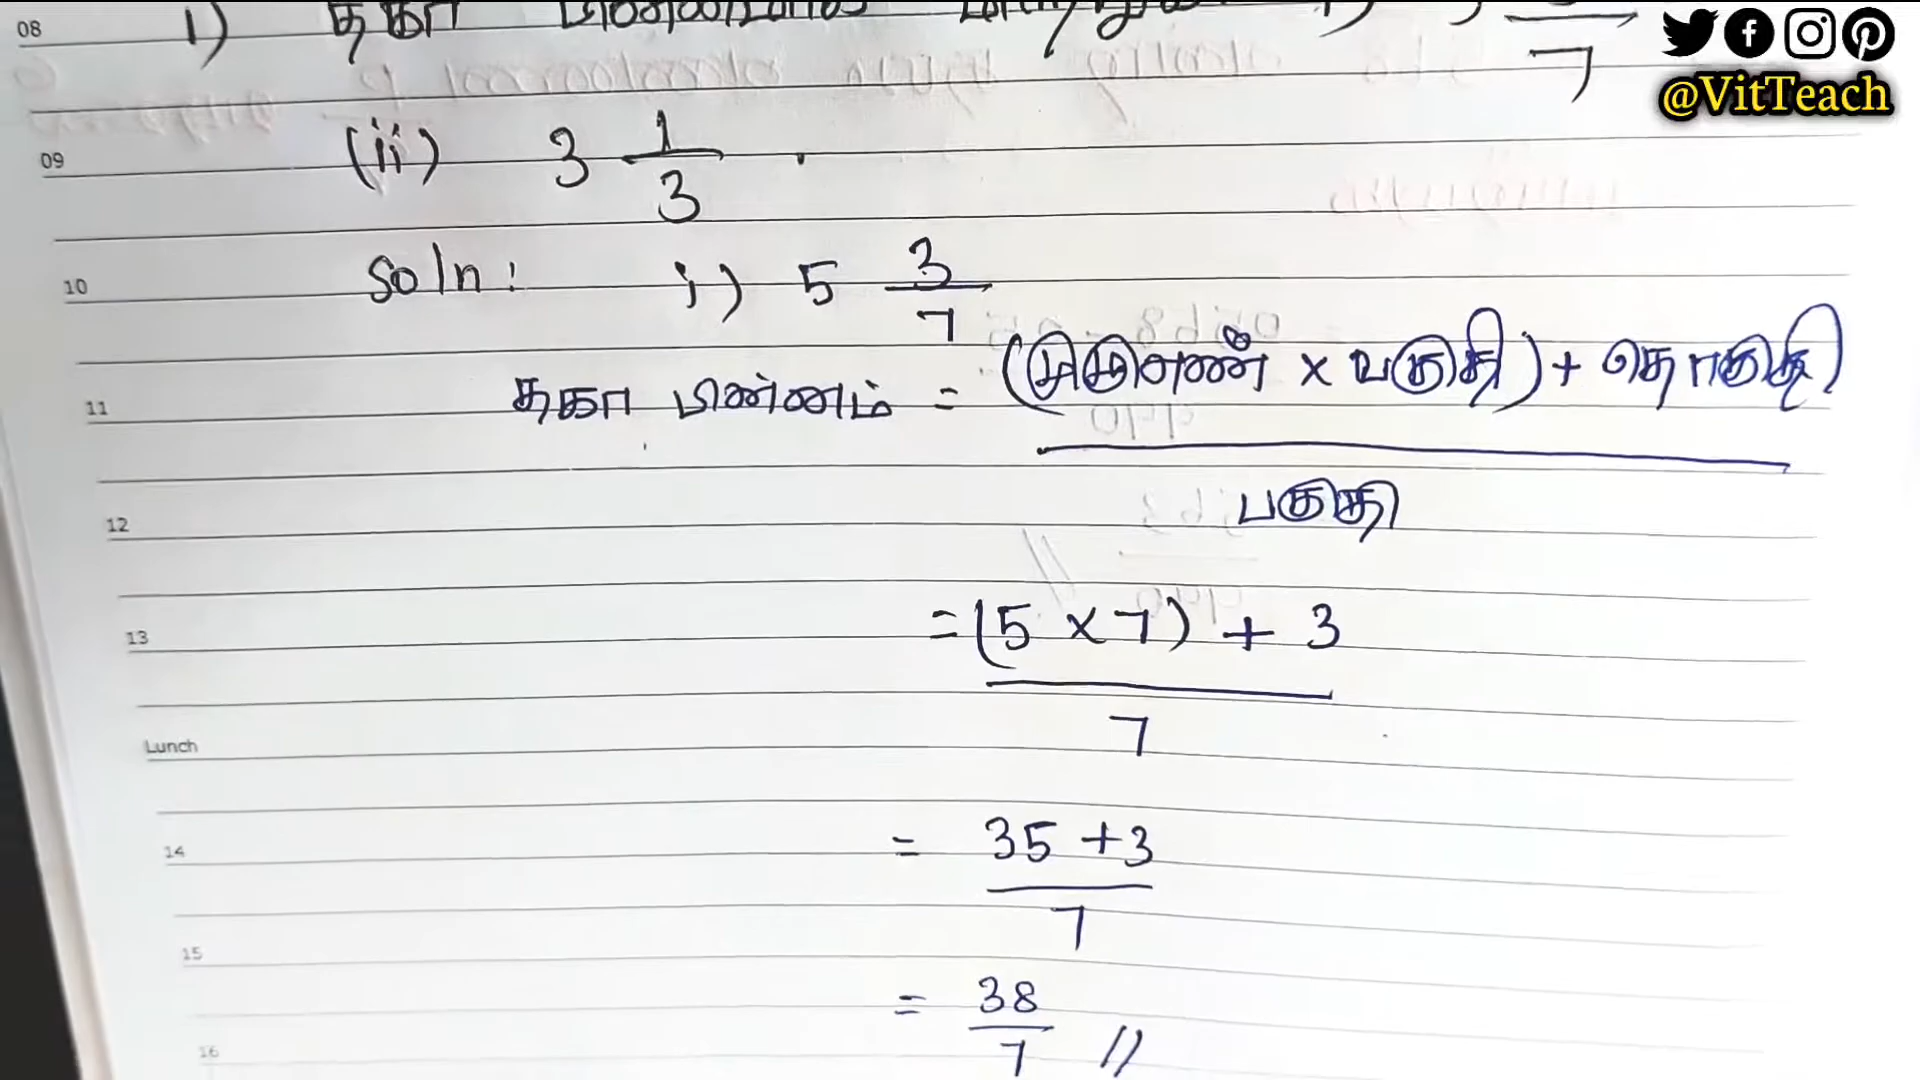 08
1) தகா
7
@VitTeach
09 (ii) 3 1/3 .
10 Soln: i) 5 3/7
11 தகா பின்னம் = (முழுஎண் x பகுதி) + தொகுதி
12 பகுதி
13 = (5 x 7) + 3
7
Lunch
14 = 35 + 3
7
15
= 38
7 //
16